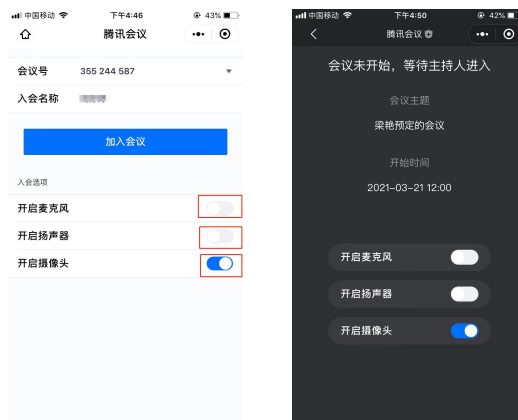 中国移动 下午4:46 43%
腾讯会议
会议号 355 244 587
入会名称
加入会议
入会选项
开启麦克风
开启扬声器
开启摄像头
中国移动 下午4:50 42%
腾讯会议
会议未开始，等待主持人进入
会议主题
梁艳预定的会议
开始时间
2021-03-21 12:00
开启麦克风
开启扬声器
开启摄像头